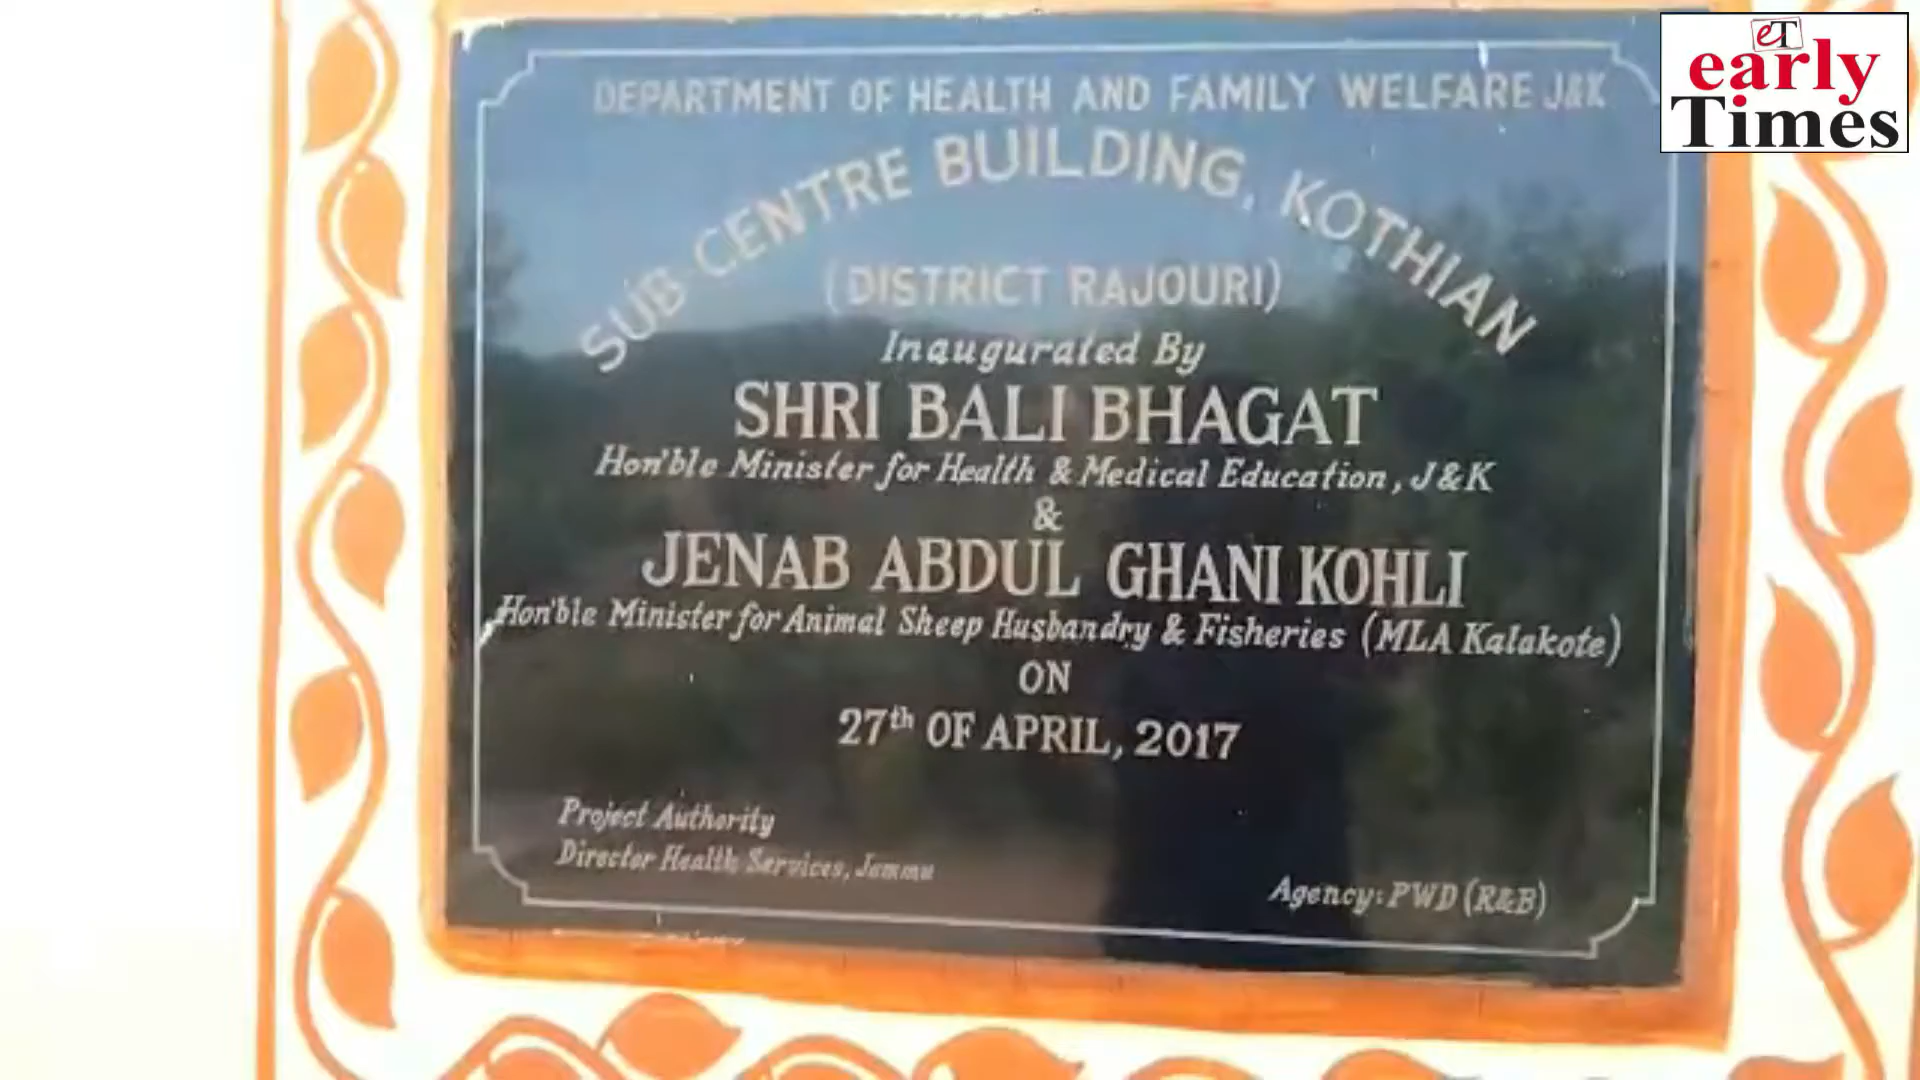 DEPARTMENT OF HEALTH AND FAMILY WELFARE J&K
SUB-CENTRE BUILDING, KOTHIAN
(DISTRICT RAJOURI)
Inaugurated By
SHRI BALI BHAGAT
Hon'ble Minister for Health & Medical Education, J&K
&
JENAB ABDUL GHANI KOHLI
Hon'ble Minister for Animal Sheep Husbandry & Fisheries (MLA Kalakote)
ON
27th OF APRIL, 2017
Project Authority
Director Health Services, Jammu
Agency: PWD (R&B)
eT
early
Times